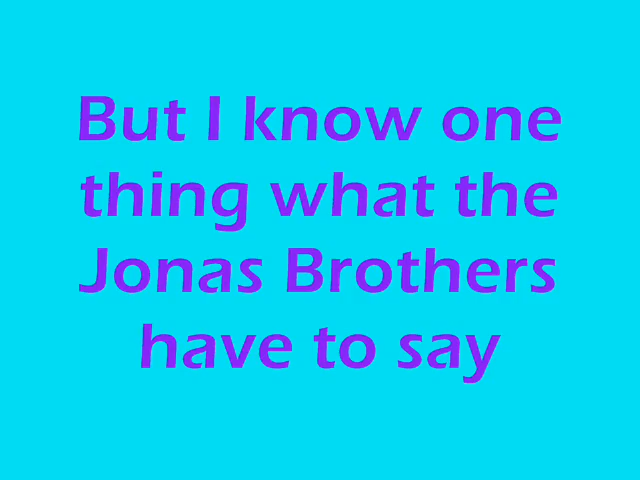 But I know one
thing what the
Jonas Brothers
have to say